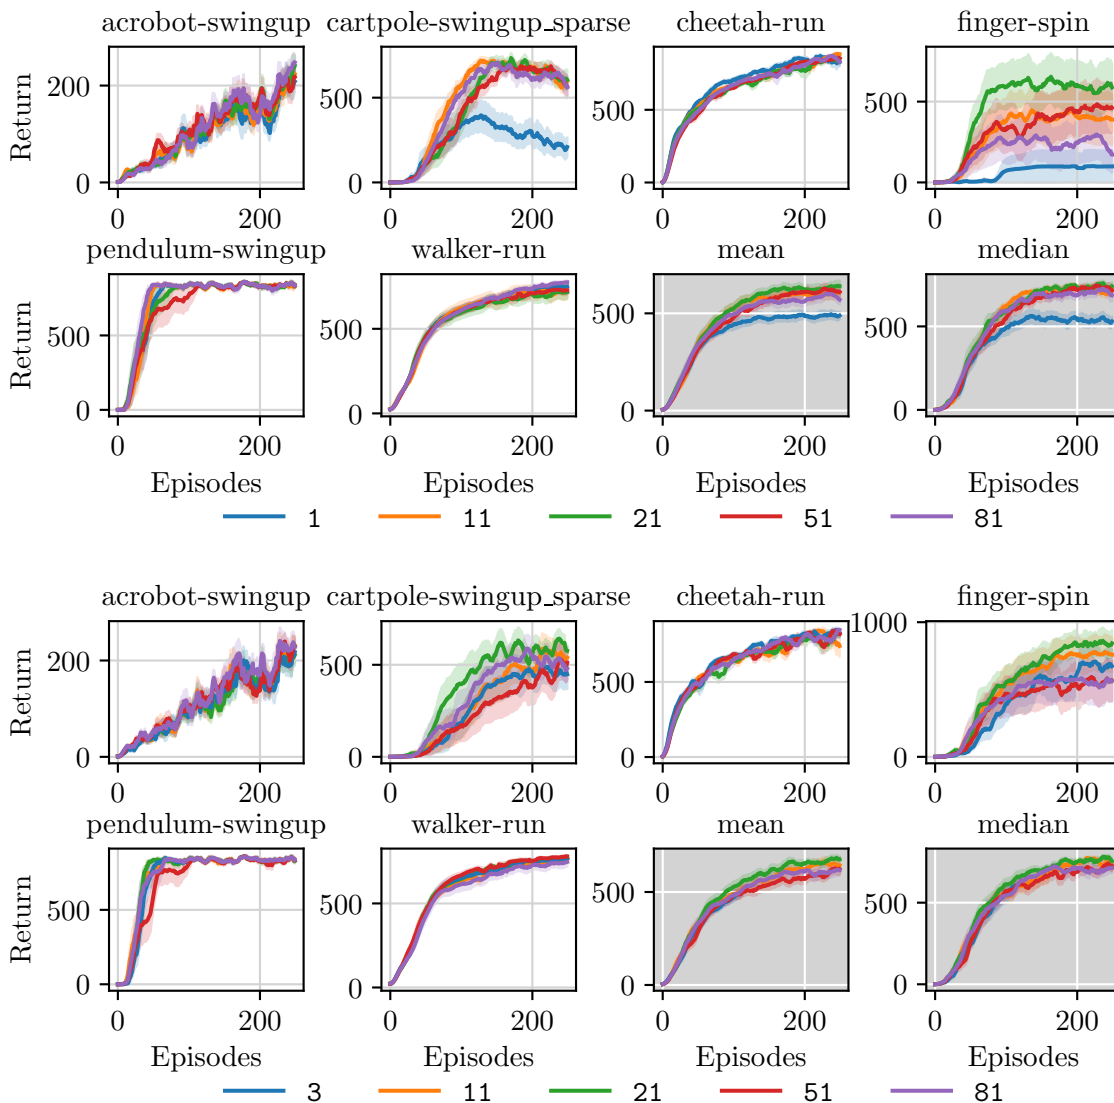 acrobot-swingup cartpole-swingup_sparse cheetah-run finger-spin
Return 200 0 500 0 500 0 500 0
0 200 0 200 0 200 0 200
pendulum-swingup walker-run mean median
Return 500 0 500 0 500 0 500 0
0 200 0 200 0 200 0 200
Episodes Episodes Episodes Episodes
1 11 21 51 81
acrobot-swingup cartpole-swingup_sparse cheetah-run finger-spin
Return 200 0 500 0 500 0 1000 0
0 200 0 200 0 200 0 200
pendulum-swingup walker-run mean median
Return 500 0 500 0 500 0 500 0
0 200 0 200 0 200 0 200
Episodes Episodes Episodes Episodes
3 11 21 51 81